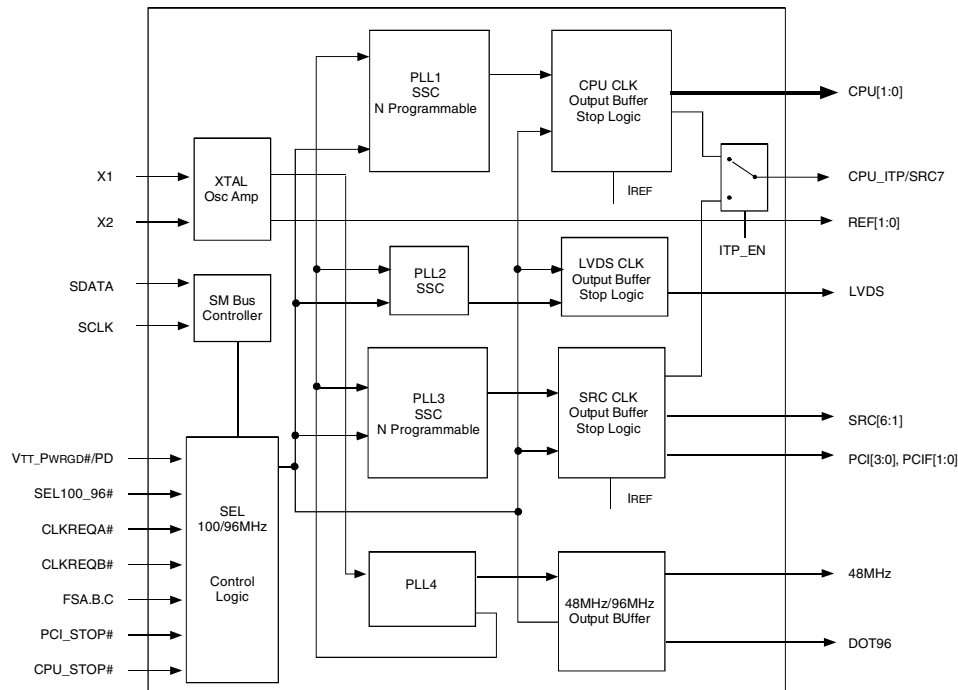 X1
X2
SDATA
SCLK
VTT_PWRGD#/PD
SEL100_96#
CLKREQA#
CLKREQB#
FSA.B.C
PCI_STOP#
CPU_STOP#
XTAL
Osc Amp
SM Bus
Controller
SEL
100/96MHz
Control
Logic
PLL1
SSC
N Programmable
PLL2
SSC
PLL3
SSC
N Programmable
PLL4
CPU CLK
Output Buffer
Stop Logic
IREF
LVDS CLK
Output Buffer
Stop Logic
SRC CLK
Output Buffer
Stop Logic
IREF
48MHz/96MHz
Output BUffer
ITP_EN
CPU[1:0]
CPU_ITP/SRC7
REF[1:0]
LVDS
SRC[6:1]
PCI[3:0], PCIF[1:0]
48MHz
DOT96